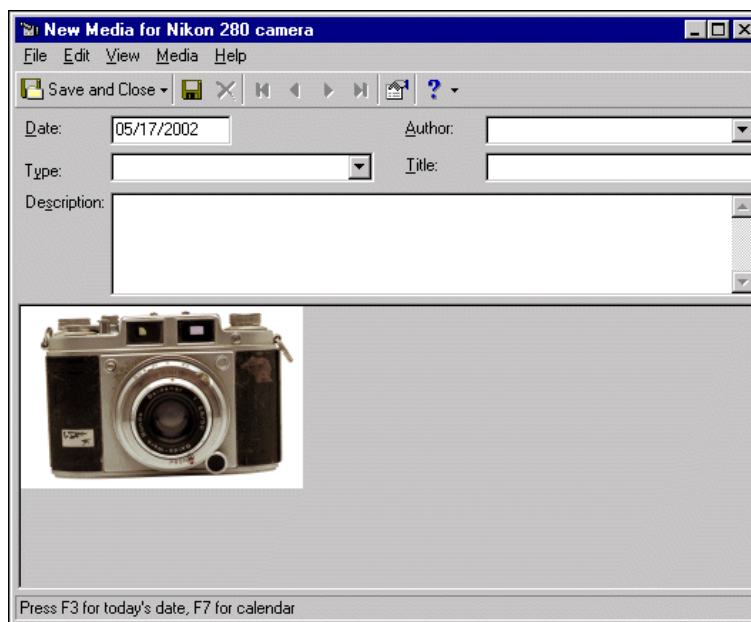 New Media for Nikon 280 camera
File Edit View Media Help
Save and Close
Date: 05/17/2002 Author:
Type: Title:
Description:
Press F3 for today's date, F7 for calendar